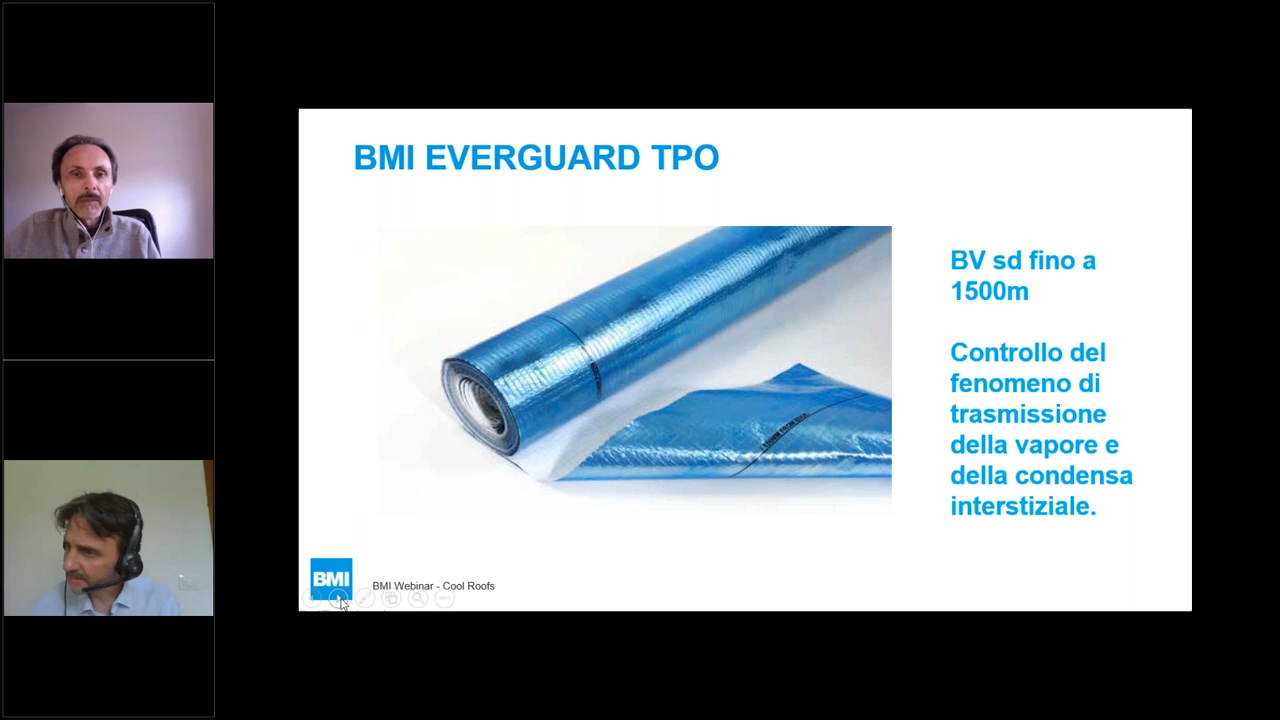 BMI EVERGUARD TPO
BV sd fino a
1500m
Controllo del
fenomeno di
trasmissione
della vapore e
della condensa
interstiziale.
BMI
BMI Webinar - Cool Roofs